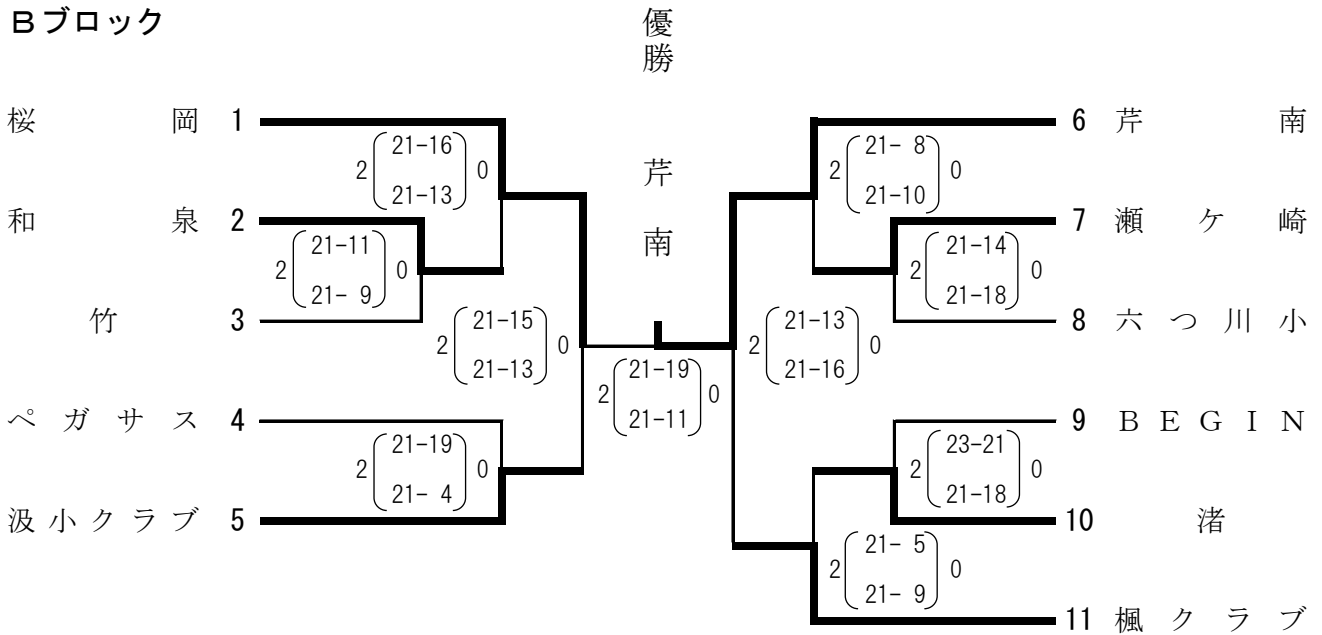 Bブロック
優勝
芹南
桜岡 1
2 21-16 0
21-13
和泉 2
2 21-11 0
21- 9
竹 3
2 21-15 0
21-13
ペガサス 4
2 21-19 0
21- 4
汲小クラブ 5
2 21-19 0
21-11
6 芹南
2 21- 8 0
21-10
7 瀬ケ崎
2 21-14 0
21-18
8 六つ川小
2 21-13 0
21-16
9 BEGIN
2 23-21 0
21-18
10 渚
2 21- 5 0
21- 9
11 楓クラブ